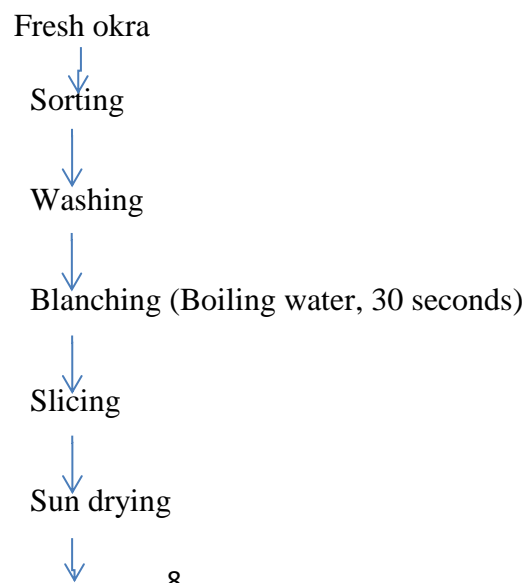 Fresh okra
Sorting
Washing
Blanching (Boiling water, 30 seconds)
Slicing
Sun drying
8